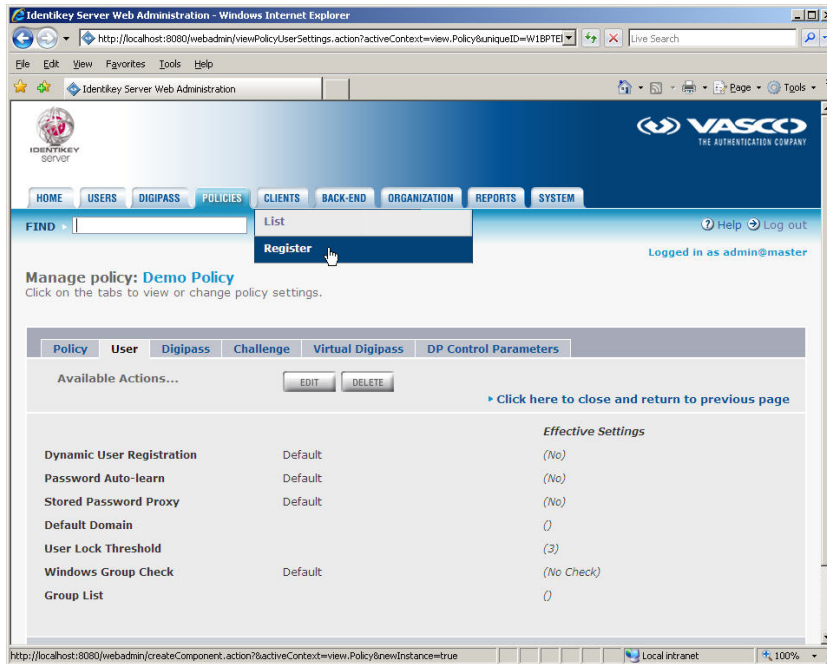 Identikey Server Web Administration - Windows Internet Explorer
http://localhost:8080/webadmin/viewPolicyUserSettings.action?activeContext=view.Policy&uniqueID=W1BPTE
Live Search
File Edit View Favorites Tools Help
Identikey Server Web Administration
Page Tools
IDENTIKEY
server
VASCO
THE AUTHENTICATION COMPANY
HOME USERS DIGIPASS POLICIES CLIENTS BACK-END ORGANIZATION REPORTS SYSTEM
FIND
List
Help Log out
Register
Logged in as admin@master
Manage policy: Demo Policy
Click on the tabs to view or change policy settings.
Policy User Digipass Challenge Virtual Digipass DP Control Parameters
Available Actions... EDIT DELETE
Click here to close and return to previous page
Effective Settings
Dynamic User Registration Default (No)
Password Auto-learn Default (No)
Stored Password Proxy Default (No)
Default Domain ()
User Lock Threshold (3)
Windows Group Check Default (No Check)
Group List ()
http://localhost:8080/webadmin/createComponent.action?&activeContext=view.Policy&newInstance=true
Local intranet
100%